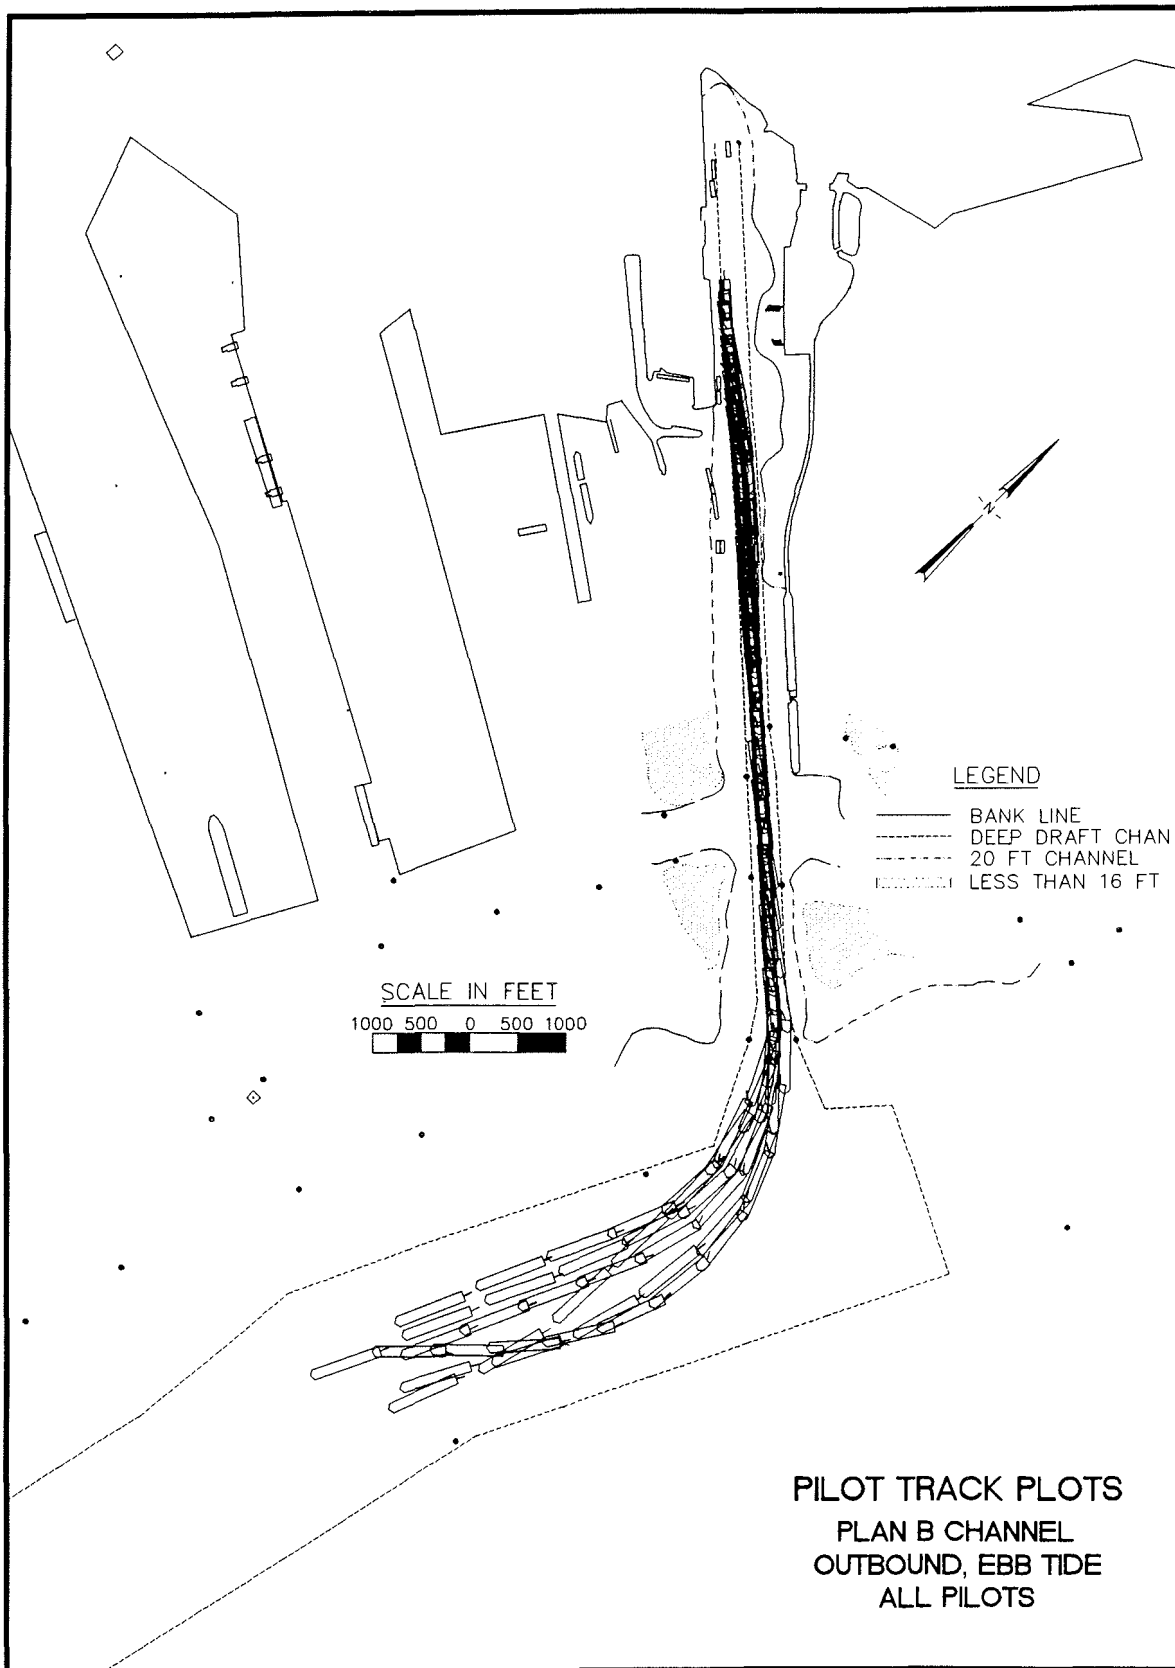 N
LEGEND
BANK LINE
DEEP DRAFT CHAN
20 FT CHANNEL
LESS THAN 16 FT
SCALE IN FEET
1000 500 0 500 1000
PILOT TRACK PLOTS
PLAN B CHANNEL
OUTBOUND, EBB TIDE
ALL PILOTS